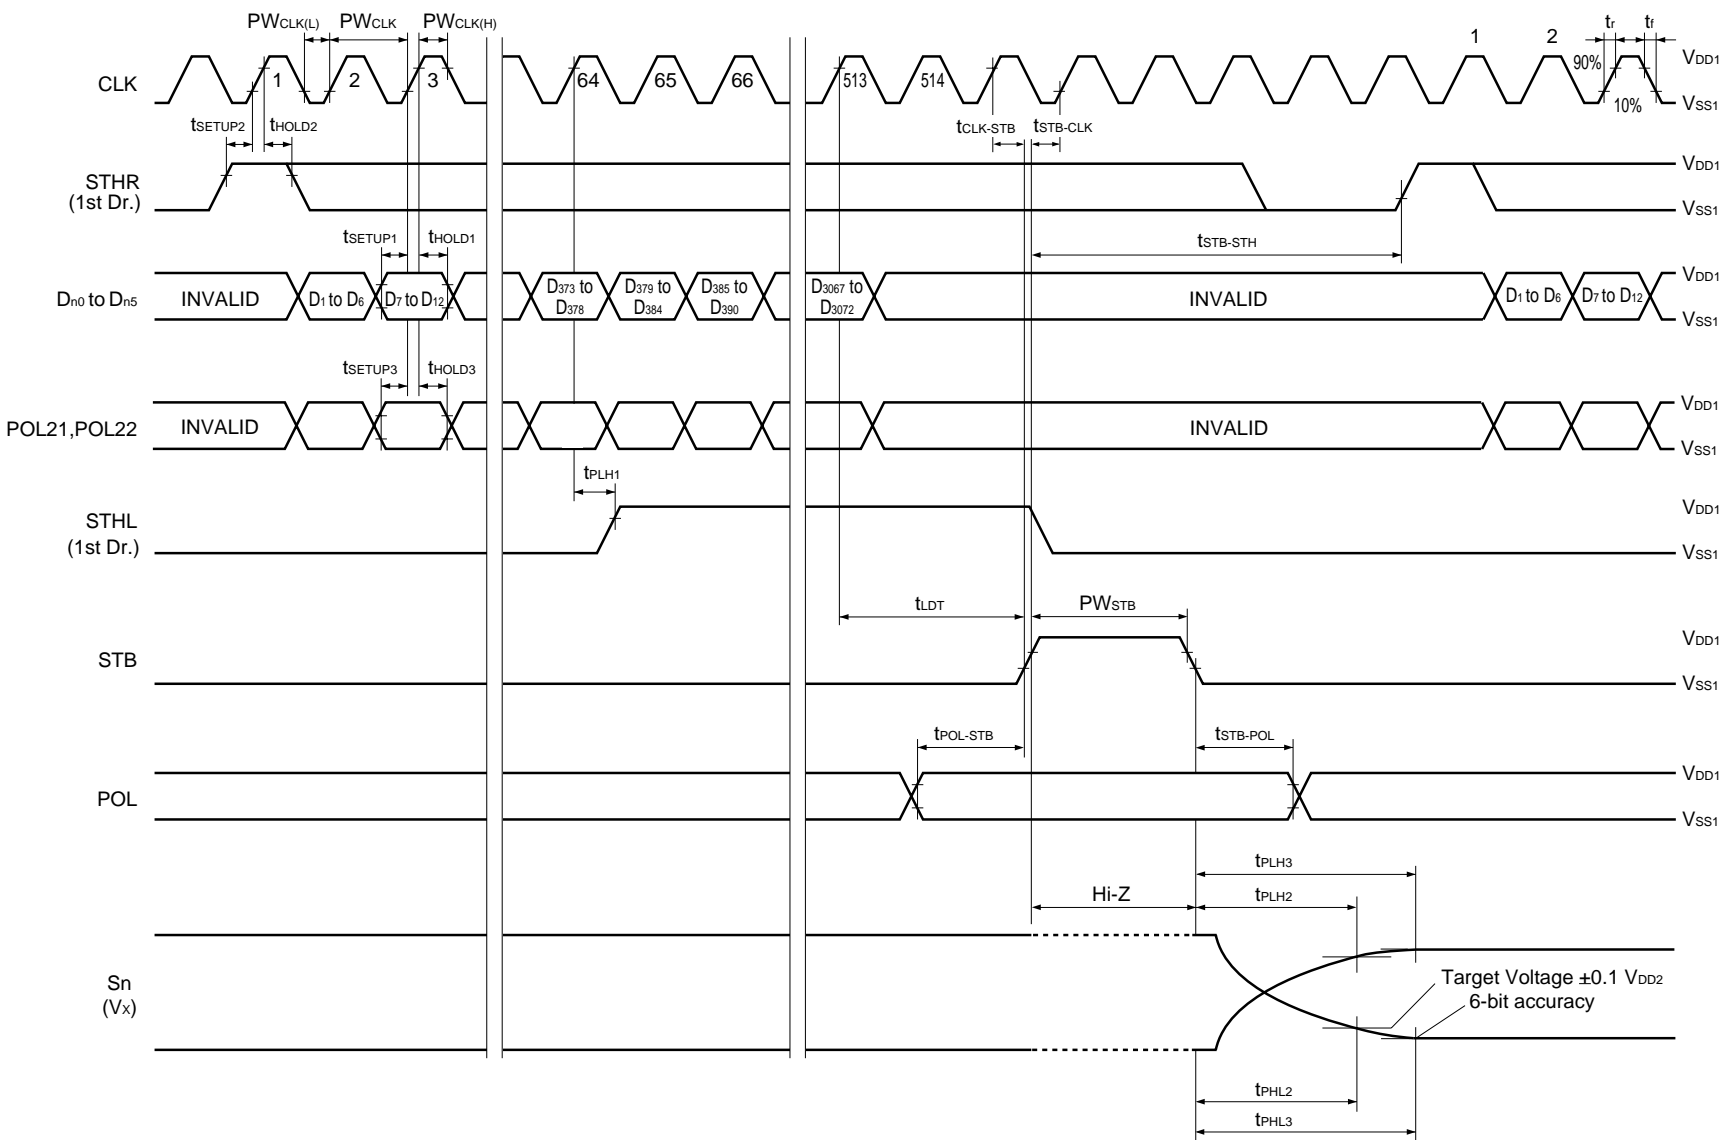 PWCLK(L) PWCLK PWCLK(H) tr tf
1 2
CLK 1 2 3 64 65 66 513 514 90% 10% VDD1
VSS1
tSETUP2 tHOLD2 tCLK-STB tSTB-CLK
STHR VDD1
(1st Dr.) VSS1
tSETUP1 tHOLD1 tSTB-STH
VDD1
Dn0 to Dn5 INVALID D1 to D6 D7 to D12 D373 to D378 D379 to D384 D385 to D390 D3067 to D3072 INVALID D1 to D6 D7 to D12
VSS1
tSETUP3 tHOLD3
VDD1
POL21,POL22 INVALID INVALID
VSS1
tPLH1
STHL VDD1
(1st Dr.) VSS1
tLDT PWSTB
VDD1
STB
VSS1
tPOL-STB tSTB-POL
VDD1
POL
VSS1
tPLH3
Hi-Z tPLH2
Sn
(VX)
Target Voltage ±0.1 VDD2
6-bit accuracy
tPHL2
tPHL3